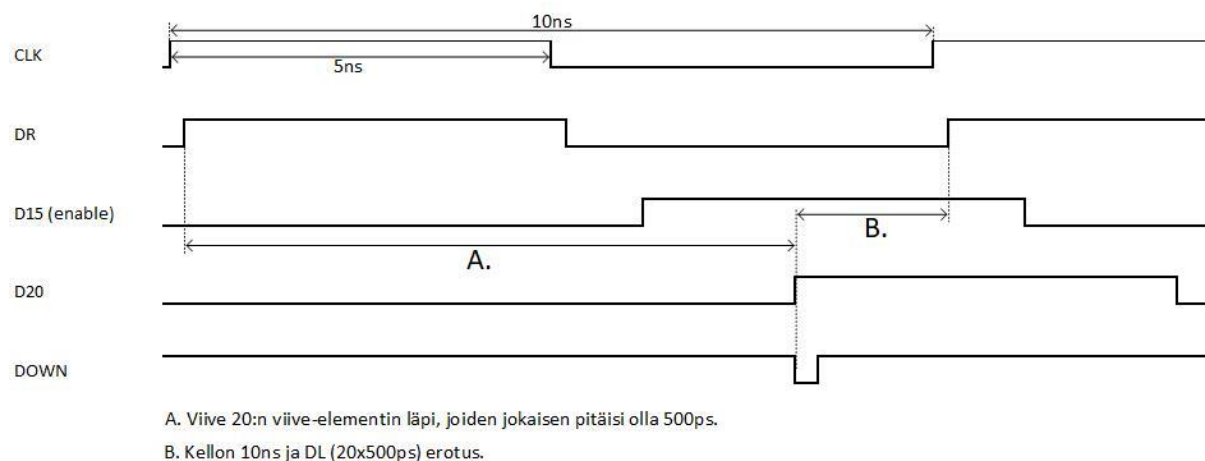 10ns
CLK
5ns
DR
D15 (enable)
B.
A.
D20
DOWN
A. Viive 20:n viive-elementin läpi, joiden jokaisen pitäisi olla 500ps.
B. Kellon 10ns ja DL (20x500ps) erotus.